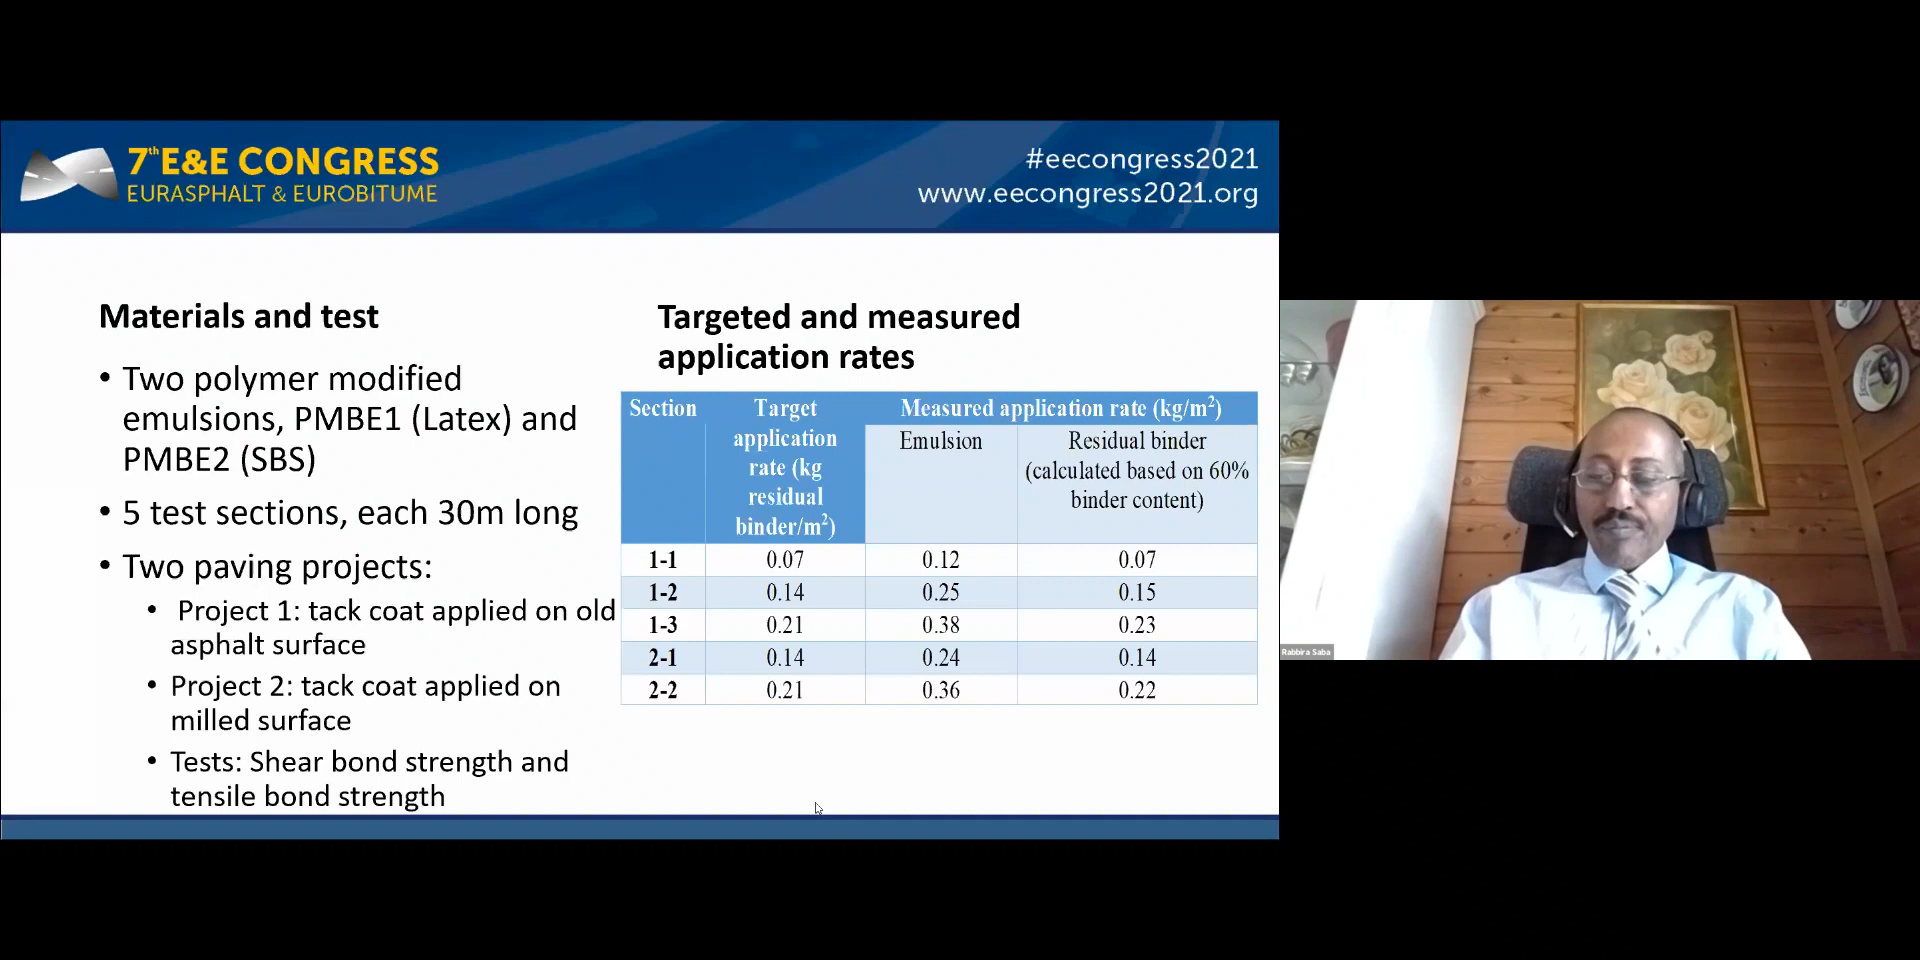 7th E&E CONGRESS
EURASPHALT & EUROBITUME
#eecongress2021
www.eecongress2021.org
Materials and test
• Two polymer modified
emulsions, PMBE1 (Latex) and
PMBE2 (SBS)
• 5 test sections, each 30m long
• Two paving projects:
• Project 1: tack coat applied on old
asphalt surface
• Project 2: tack coat applied on
milled surface
• Tests: Shear bond strength and
tensile bond strength
Targeted and measured
application rates
Section
Target
application
rate (kg
residual
binder/m²)
Measured application rate (kg/m²)
Emulsion
Residual binder
(calculated based on 60%
binder content)
1-1 0.07 0.12 0.07
1-2 0.14 0.25 0.15
1-3 0.21 0.38 0.23
2-1 0.14 0.24 0.14
2-2 0.21 0.36 0.22
Rabbira Saba